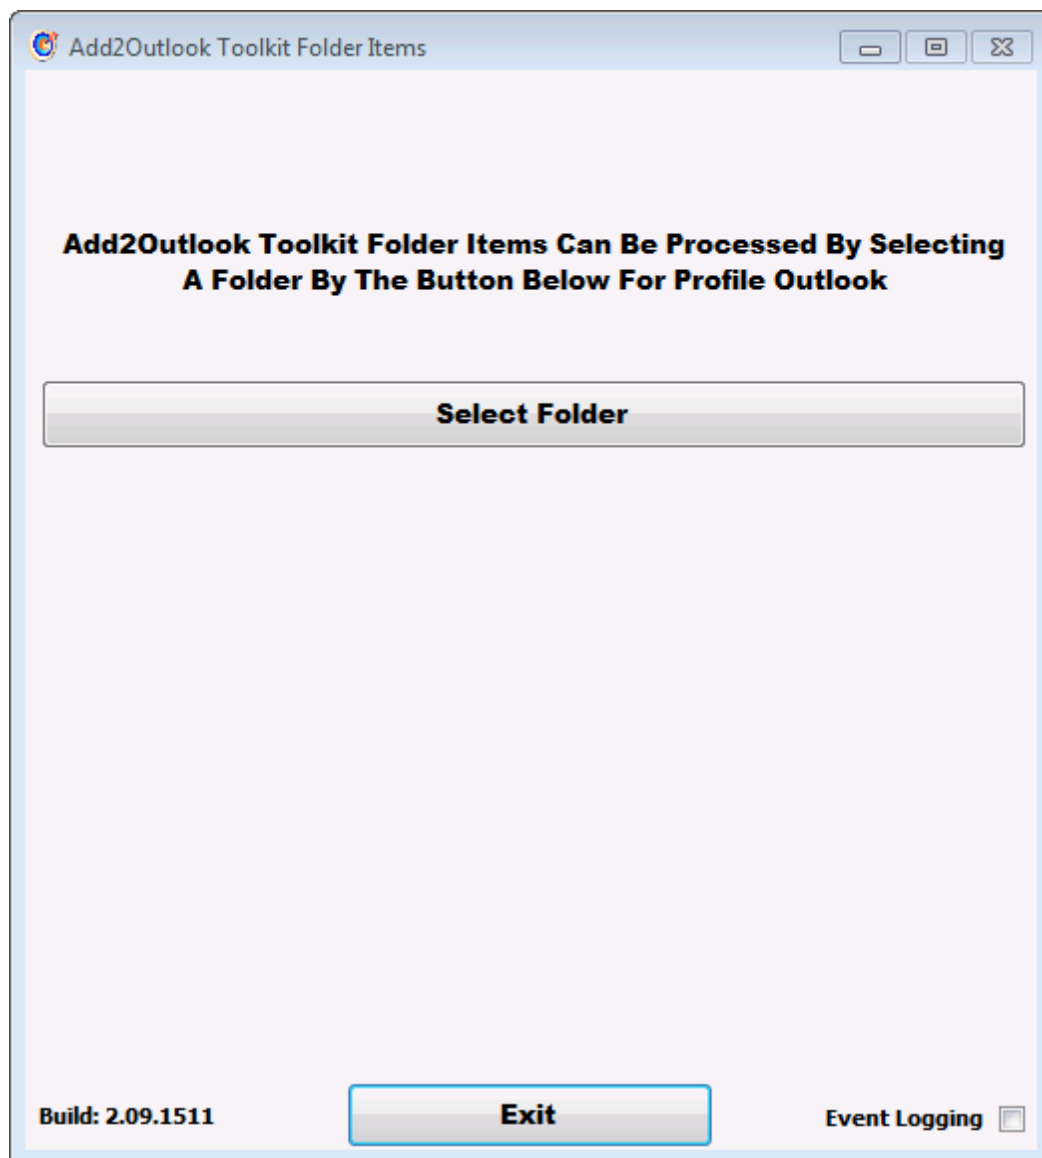 Add2Outlook Toolkit Folder Items
Add2Outlook Toolkit Folder Items Can Be Processed By Selecting
A Folder By The Button Below For Profile Outlook
Select Folder
Build: 2.09.1511
Exit
Event Logging